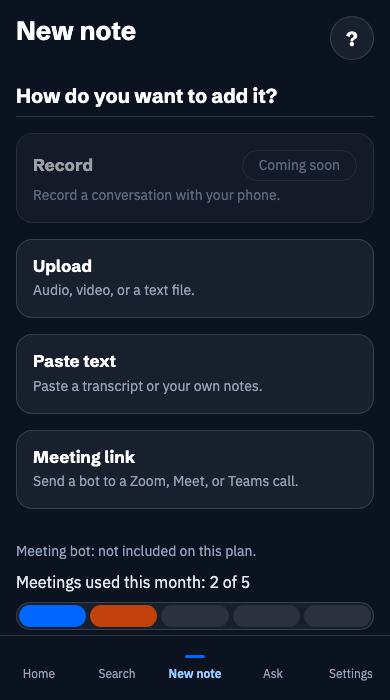 New note
?
How do you want to add it?
Record
Coming soon
Record a conversation with your phone.
Upload
Audio, video, or a text file.
Paste text
Paste a transcript or your own notes.
Meeting link
Send a bot to a Zoom, Meet, or Teams call.
Meeting bot: not included on this plan.
Meetings used this month: 2 of 5
Home Search New note Ask Settings